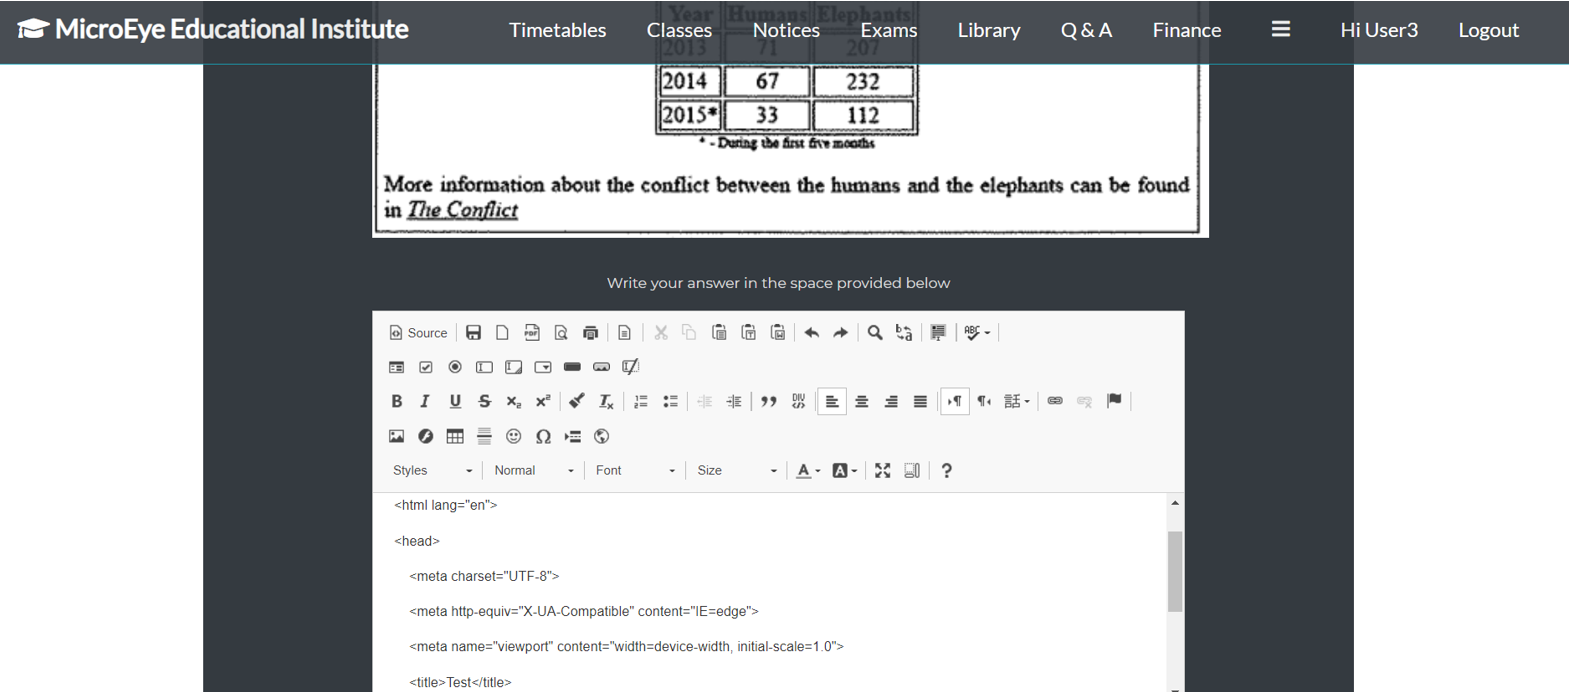 MicroEye Educational Institute Timetables Classes Notices Exams Library Q & A Finance Hi User3 Logout
Year Humans Elephants
2013 71 207
2014 67 232
2015* 33 112
* - During the first five months
More information about the conflict between the humans and the elephants can be found
in The Conflict
Write your answer in the space provided below
Source
Styles Normal Font Size
<html lang="en">
<head>
<meta charset="UTF-8">
<meta http-equiv="X-UA-Compatible" content="IE=edge">
<meta name="viewport" content="width=device-width, initial-scale=1.0">
<title>Test</title>